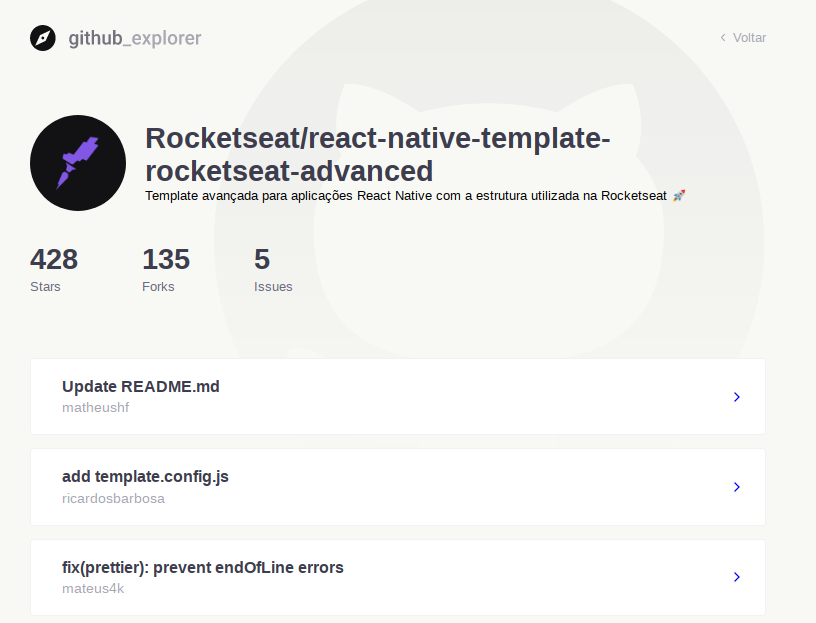 github_explorer
Voltar
Rocketseat/react-native-template-
rocketseat-advanced
Template avançada para aplicações React Native com a estrutura utilizada na Rocketseat 🚀
428 135 5
Stars Forks Issues
Update README.md
matheushf
add template.config.js
ricardosbarbosa
fix(prettier): prevent endOfLine errors
mateus4k